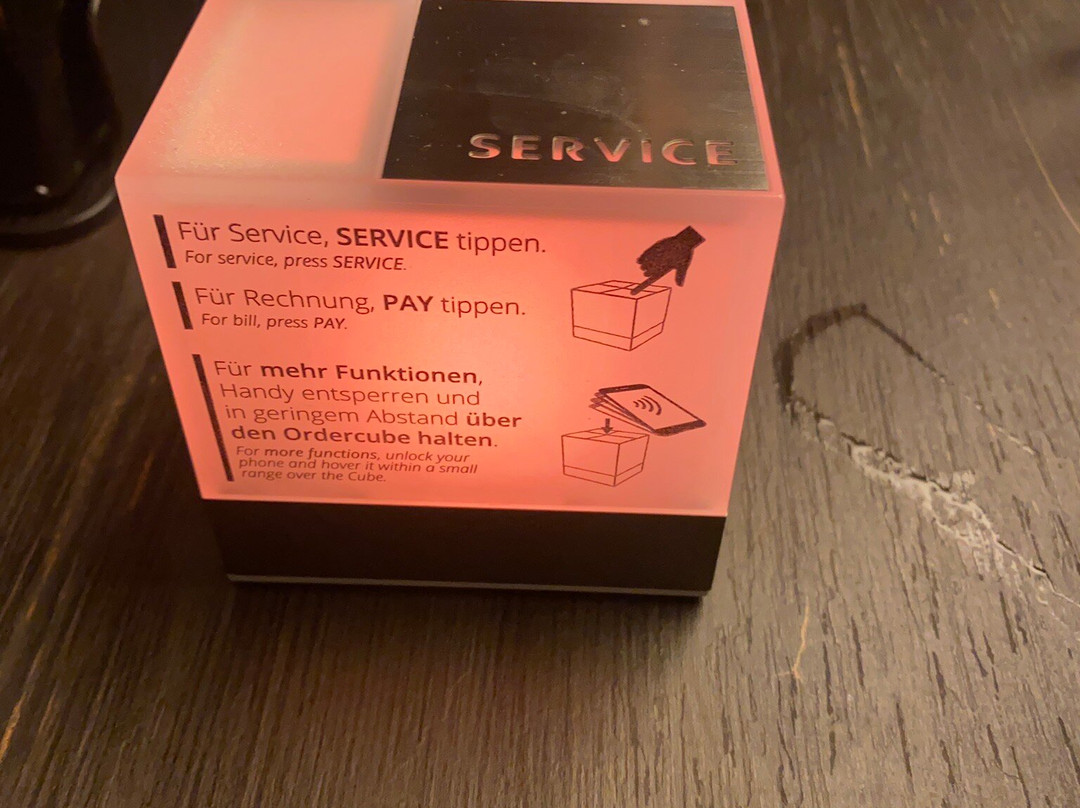 SERVICE
Für Service, SERVICE tippen.
For service, press SERVICE.
Für Rechnung, PAY tippen.
For bill, press PAY.
Für mehr Funktionen,
Handy entsperren und
in geringem Abstand über
den Ordercube halten.
For more functions, unlock your
phone and hover it within a small
range over the Cube.